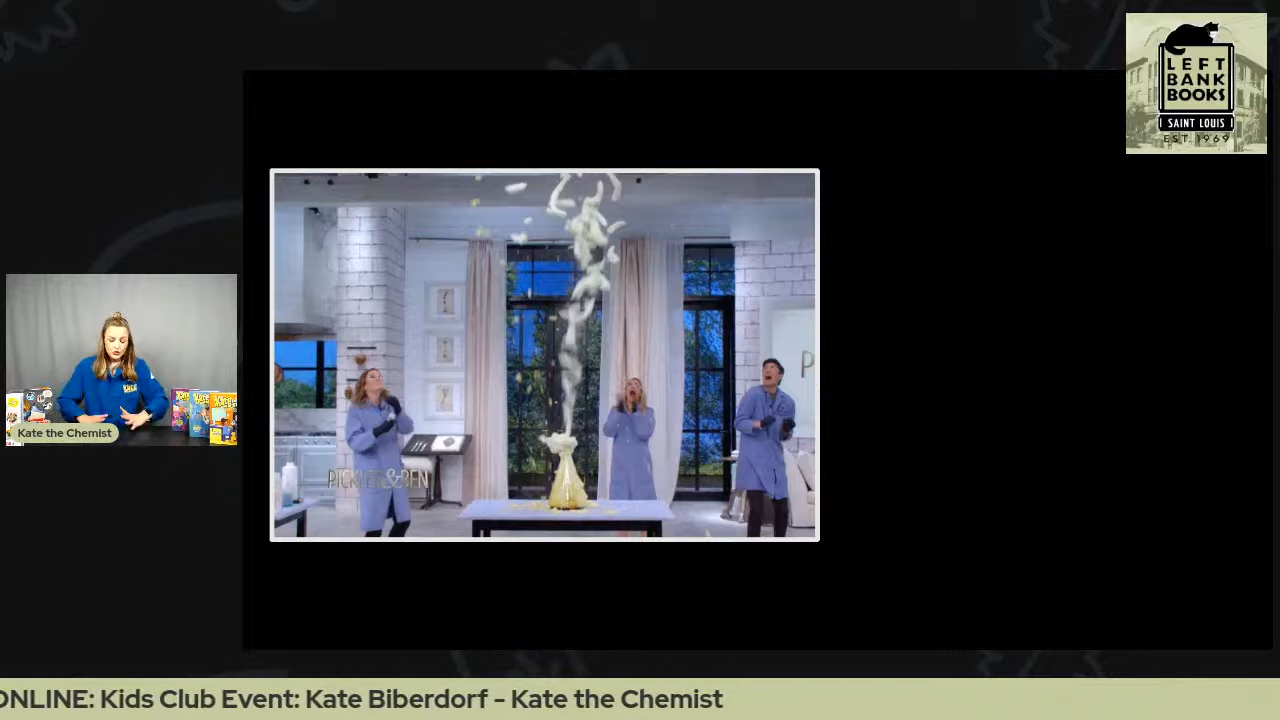 LEFT
BANK
BOOKS
SAINT LOUIS
EST. 1969
Kate the Chemist
PICKLER&BEN
P
ONLINE: Kids Club Event: Kate Biberdorf - Kate the Chemist